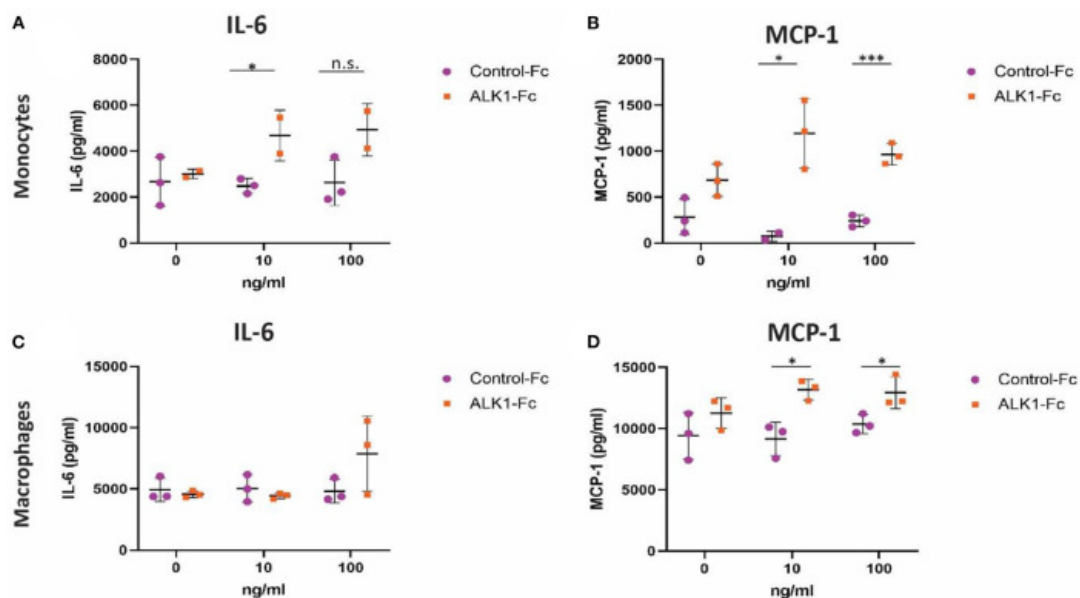 A
IL-6
Monocytes
IL-6 (pg/ml)
8000
6000
4000
2000
0
*
n.s.
Control-Fc
ALK1-Fc
0 10 100
ng/ml
B
MCP-1
MCP-1 (pg/ml)
2000
1500
1000
500
0
*
***
Control-Fc
ALK1-Fc
0 10 100
ng/ml
C
IL-6
Macrophages
IL-6 (pg/ml)
15000
10000
5000
0
Control-Fc
ALK1-Fc
0 10 100
ng/ml
D
MCP-1
MCP-1 (pg/ml)
15000
10000
5000
0
*
*
Control-Fc
ALK1-Fc
0 10 100
ng/ml